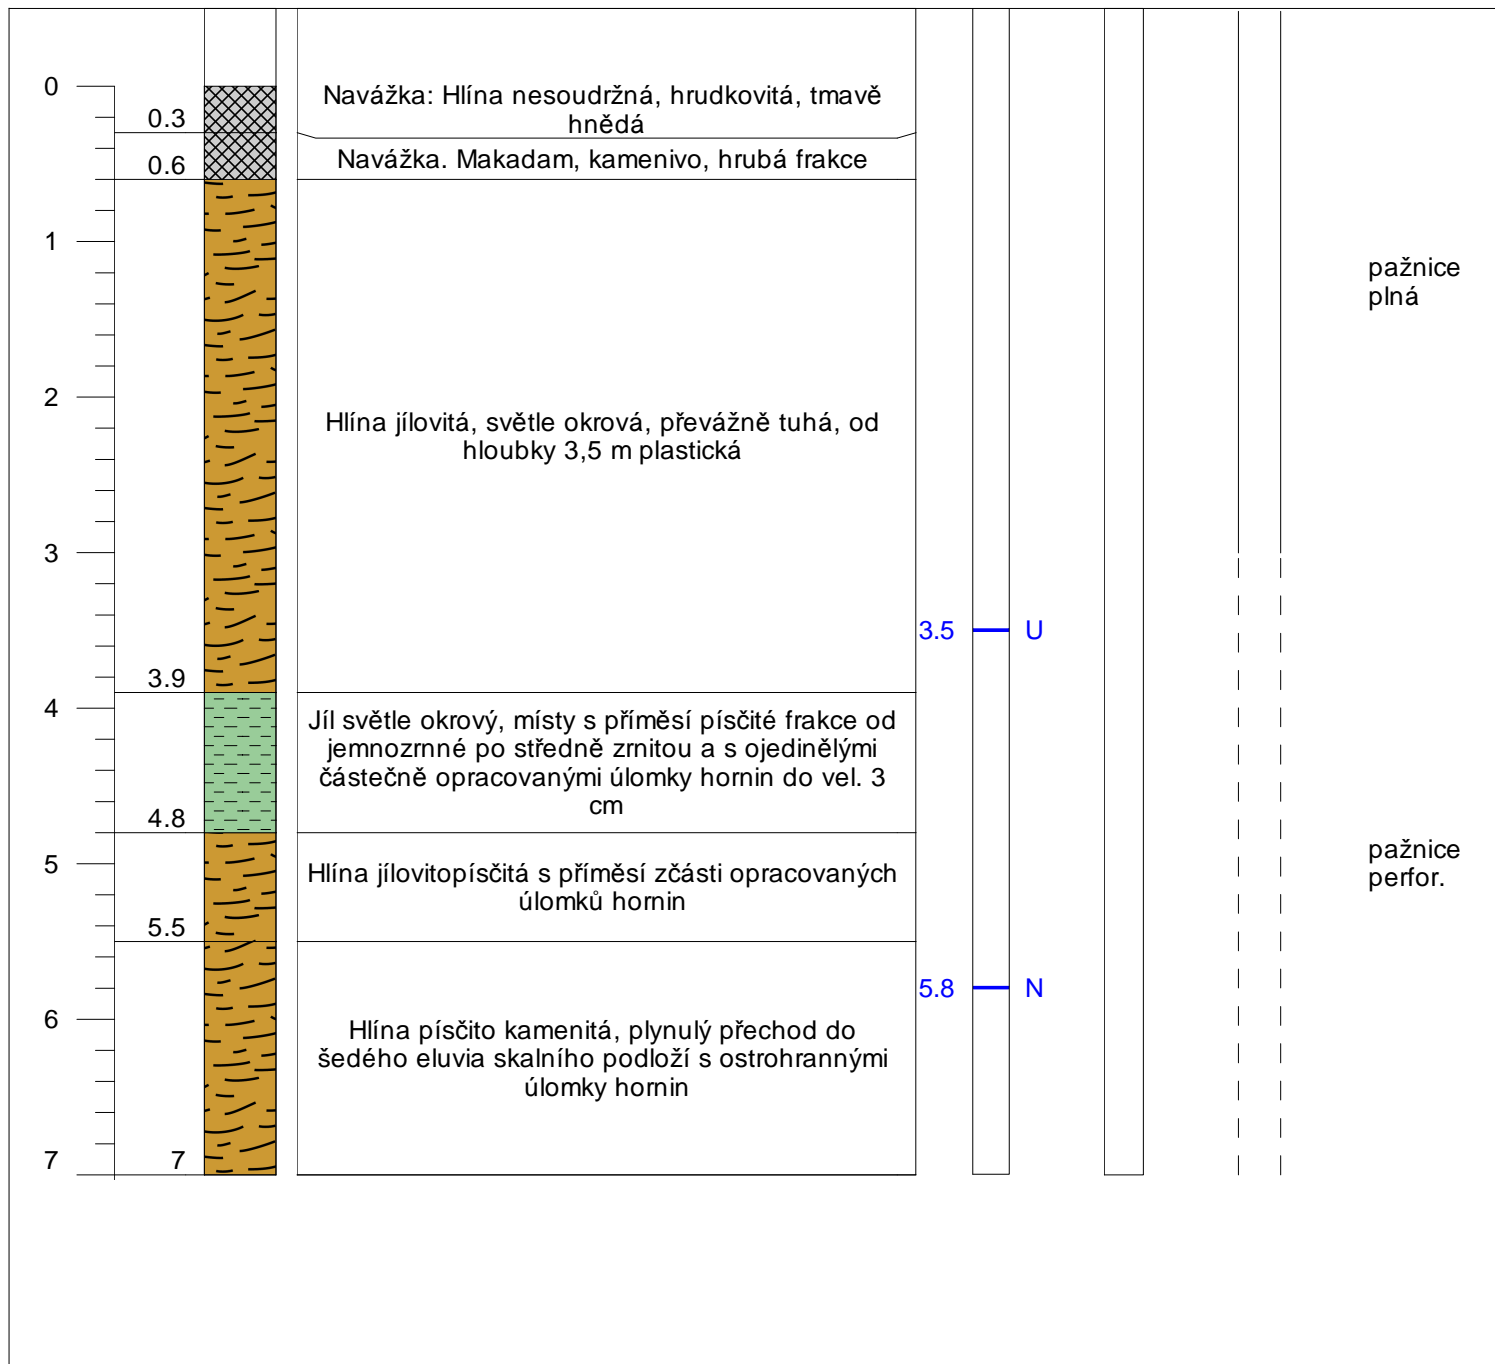 0
0.3
Navážka: Hlína nesoudržná, hrudkovitá, tmavě
hnědá
0.6
Navážka. Makadam, kamenivo, hrubá frakce
1
pažnice
plná
2
Hlína jílovitá, světle okrová, převážně tuhá, od
hloubky 3,5 m plastická
3
3.5 U
3.9
4
Jíl světle okrový, místy s příměsí písčité frakce od
jemnozrnné po středně zrnitou a s ojedinělými
částečně opracovanými úlomky hornin do vel. 3
cm
4.8
5
Hlína jílovitopísčitá s příměsí zčásti opracovaných
úlomků hornin
pažnice
perfor.
5.5
5.8 N
6
Hlína písčito kamenitá, plynulý přechod do
šedého eluvia skalního podloží s ostrohrannými
úlomky hornin
7 7